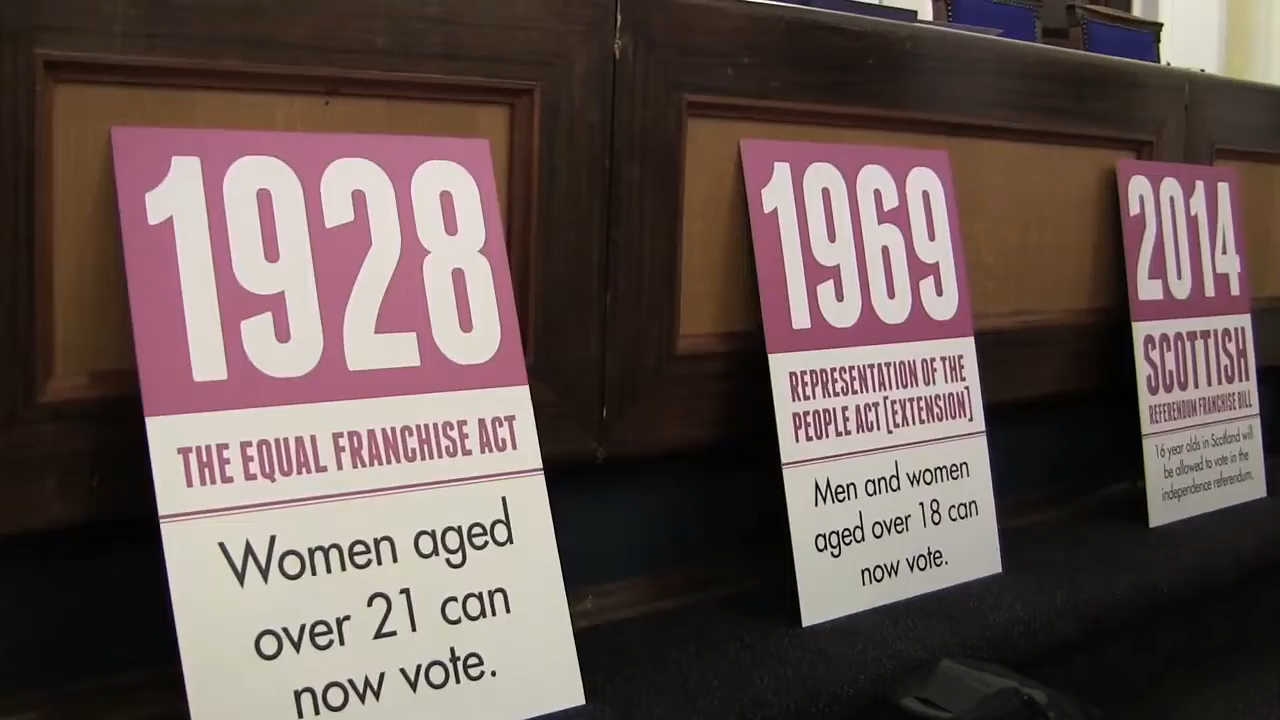 1928
THE EQUAL FRANCHISE ACT
Women aged
over 21 can
now vote.
1969
REPRESENTATION OF THE
PEOPLE ACT [EXTENSION]
Men and women
aged over 18 can
now vote.
2014
SCOTTISH
REFERENDUM FRANCHISE BILL
16 year olds in Scotland will
be allowed to vote in the
independence referendum.